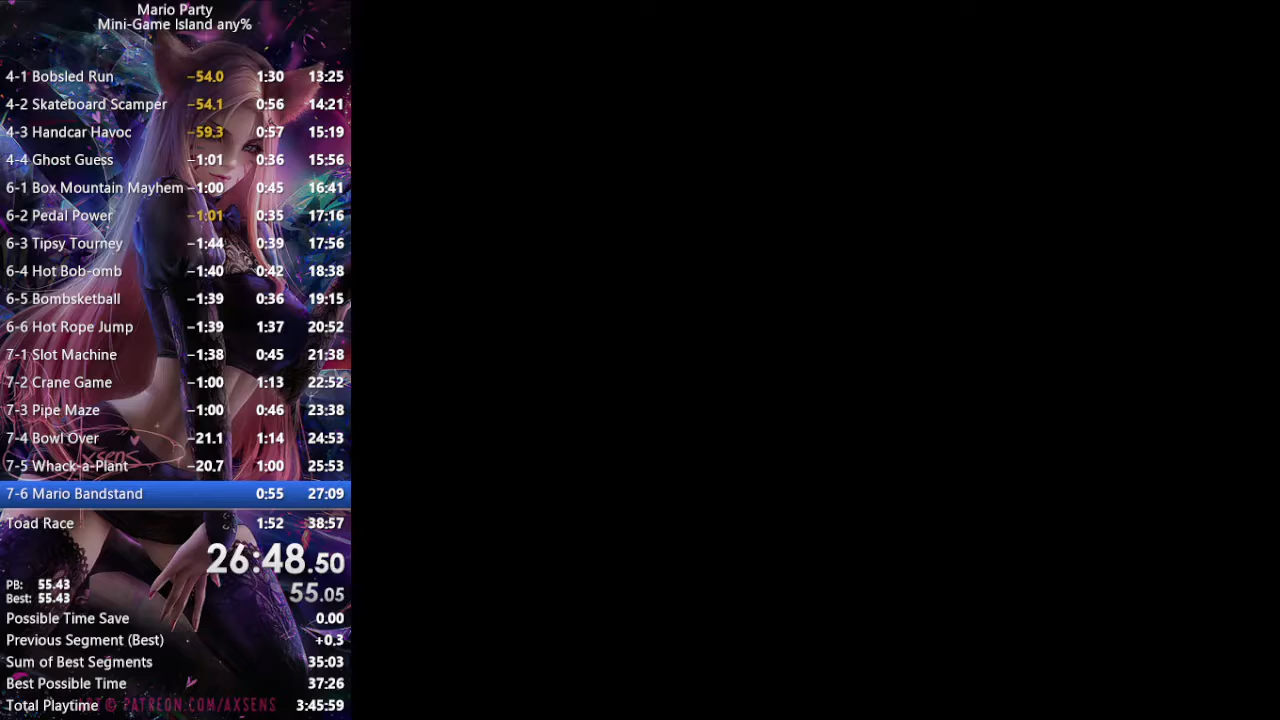 Mario Party
Mini-Game Island any%
4-1 Bobsled Run −54.0 1:30 13:25
4-2 Skateboard Scamper −54.1 0:56 14:21
4-3 Handcar Havoc −59.3 0:57 15:19
4-4 Ghost Guess −1:01 0:36 15:56
6-1 Box Mountain Mayhem −1:00 0:45 16:41
6-2 Pedal Power −1:01 0:35 17:16
6-3 Tipsy Tourney −1:44 0:39 17:56
6-4 Hot Bob-omb −1:40 0:42 18:38
6-5 Bombsketball −1:39 0:36 19:15
6-6 Hot Rope Jump −1:39 1:37 20:52
7-1 Slot Machine −1:38 0:45 21:38
7-2 Crane Game −1:00 1:13 22:52
7-3 Pipe Maze −1:00 0:46 23:38
7-4 Bowl Over −21.1 1:14 24:53
Axsens
7-5 Whack-a-Plant −20.7 1:00 25:53
7-6 Mario Bandstand 0:55 27:09
Toad Race 1:52 38:57
26:48.50
PB: 55.43
Best: 55.43
55.05
Possible Time Save 0.00
Previous Segment (Best) +0.3
Sum of Best Segments 35:03
Best Possible Time 37:26
Total Playtime 3:45:59
© PATREON.COM/AXSENS